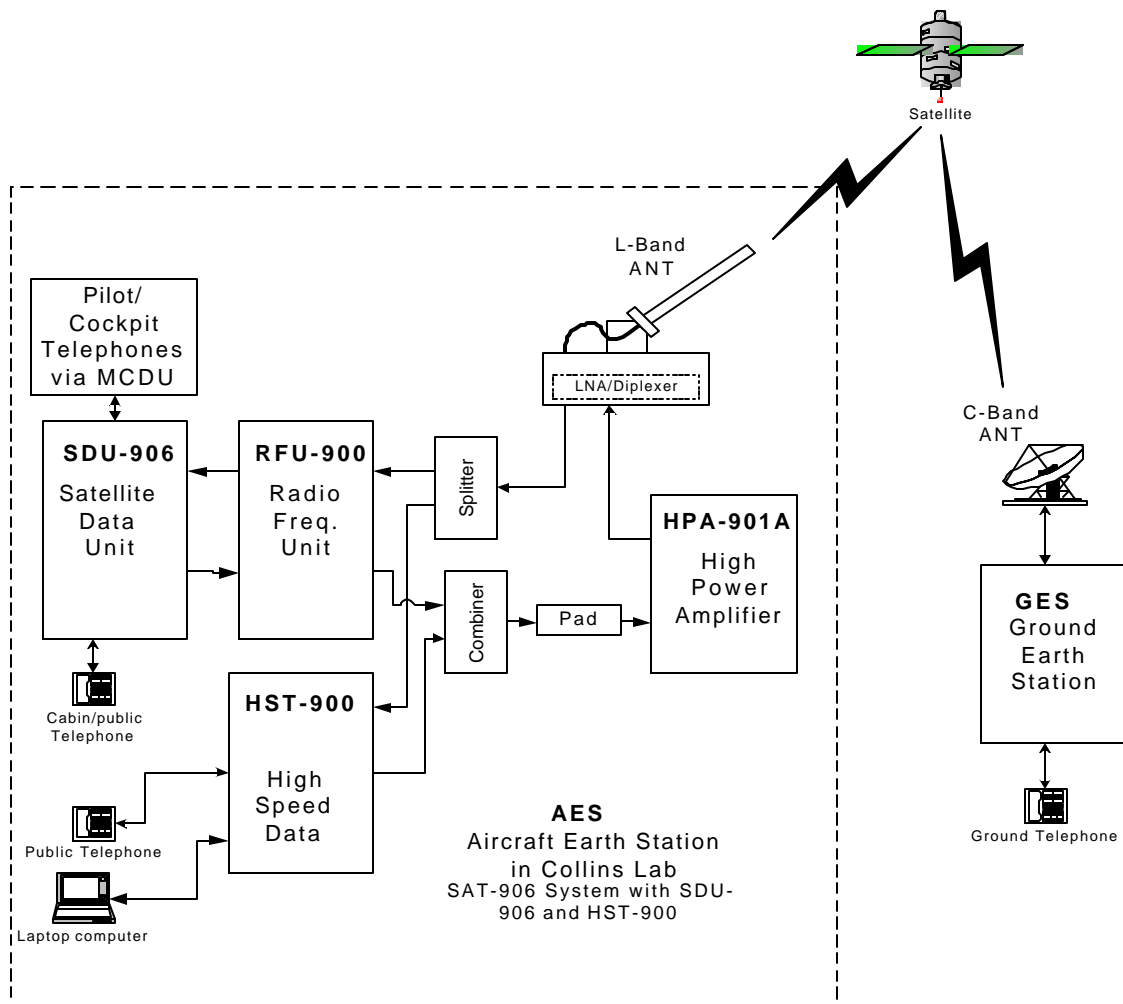 Satellite
L-Band
ANT
Pilot/
Cockpit
Telephones
via MCDU
LNA/Diplexer
C-Band
ANT
SDU-906
Satellite
Data
Unit
RFU-900
Radio
Freq.
Unit
Splitter
HPA-901A
High
Power
Amplifier
Combiner
Pad
GES
Ground
Earth
Station
Cabin/public
Telephone
HST-900
High
Speed
Data
Public Telephone
Laptop computer
AES
Aircraft Earth Station
in Collins Lab
SAT-906 System with SDU-
906 and HST-900
Ground Telephone